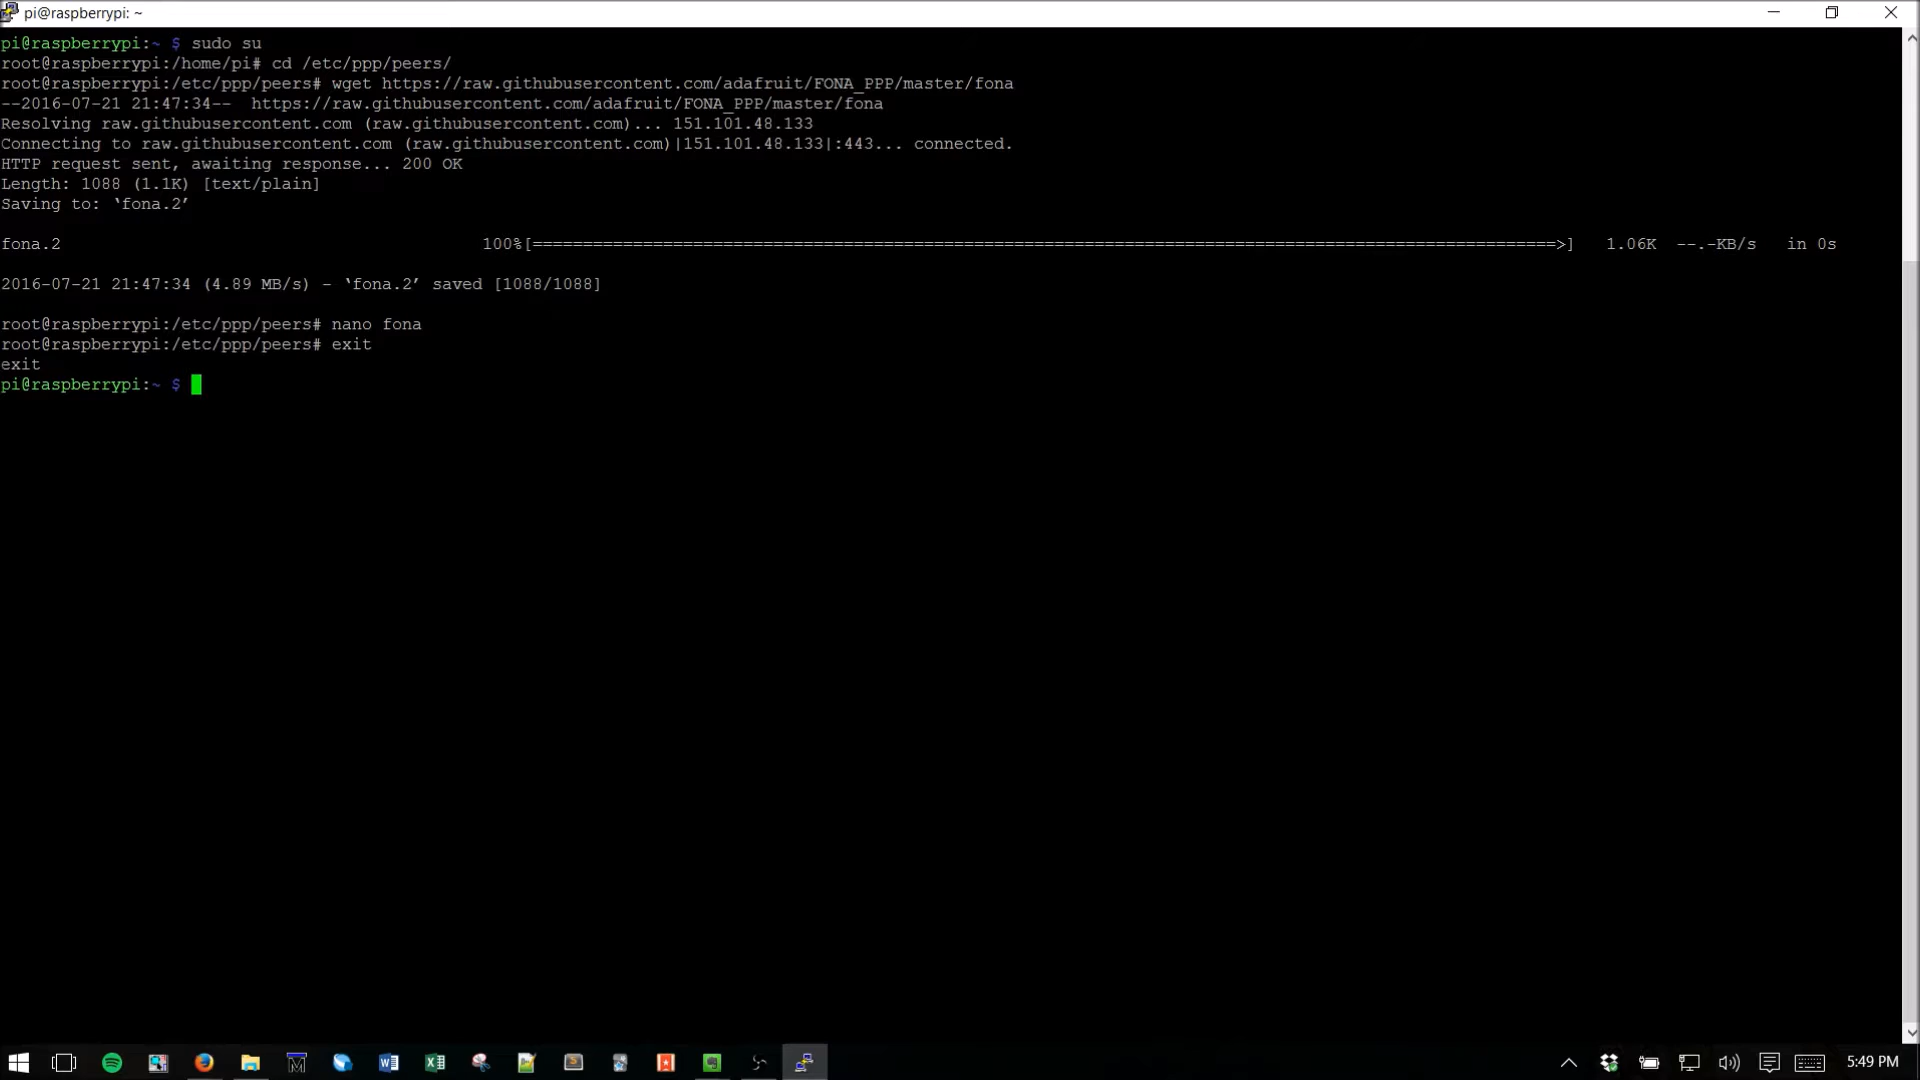 pi@raspberrypi: ~
pi@raspberrypi:~ $ sudo su
root@raspberrypi:/home/pi# cd /etc/ppp/peers/
root@raspberrypi:/etc/ppp/peers# wget https://raw.githubusercontent.com/adafruit/FONA_PPP/master/fona
--2016-07-21 21:47:34--  https://raw.githubusercontent.com/adafruit/FONA_PPP/master/fona
Resolving raw.githubusercontent.com (raw.githubusercontent.com)... 151.101.48.133
Connecting to raw.githubusercontent.com (raw.githubusercontent.com)|151.101.48.133|:443... connected.
HTTP request sent, awaiting response... 200 OK
Length: 1088 (1.1K) [text/plain]
Saving to: ‘fona.2’
fona.2 100%[======================================================================================================>] 1.06K --.-KB/s in 0s
2016-07-21 21:47:34 (4.89 MB/s) - ‘fona.2’ saved [1088/1088]
root@raspberrypi:/etc/ppp/peers# nano fona
root@raspberrypi:/etc/ppp/peers# exit
exit
pi@raspberrypi:~ $
5:49 PM